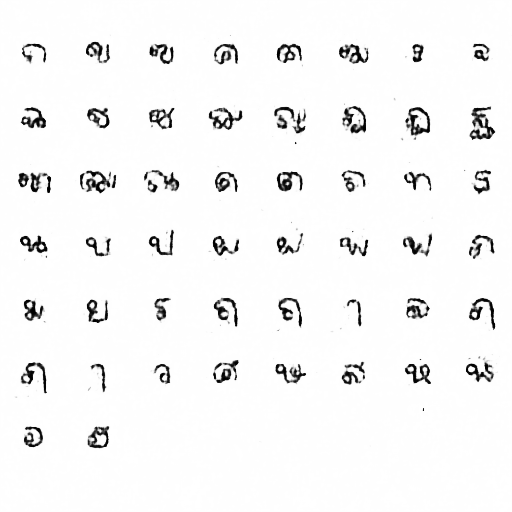 ก ข ฃ ค ฅ ฆ ง จ
ฉ ช ซ ฌ ญ ฎ ฏ ฐ
ฑ ฒ ณ ด ต ถ ท ธ
น บ ป ผ ฝ พ ฟ ภ
ม ย ร ฤ ฤ ๅ ล ฦ
ฦ ๅ ว ศ ษ ส ห ฬ
อ ฮ